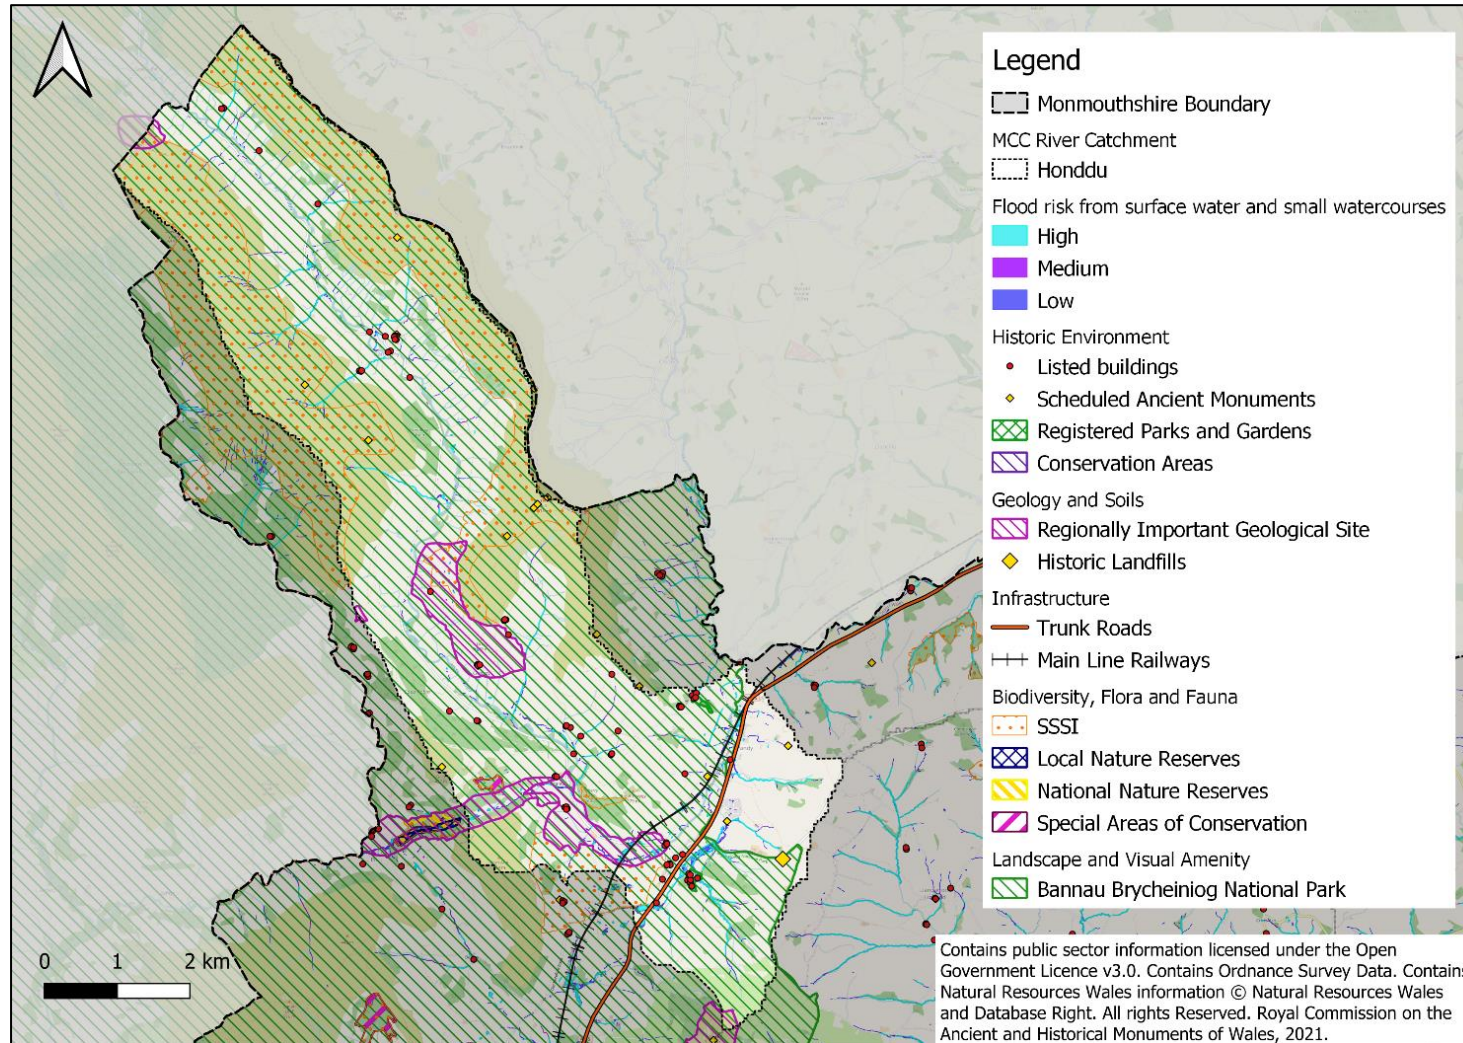 Legend
Monmouthshire Boundary
MCC River Catchment
Honddu
Flood risk from surface water and small watercourses
High
Medium
Low
Historic Environment
Listed buildings
Scheduled Ancient Monuments
Registered Parks and Gardens
Conservation Areas
Geology and Soils
Regionally Important Geological Site
Historic Landfills
Infrastructure
Trunk Roads
Main Line Railways
Biodiversity, Flora and Fauna
SSSI
Local Nature Reserves
National Nature Reserves
Special Areas of Conservation
Landscape and Visual Amenity
Bannau Brycheiniog National Park
0 1 2 km
Contains public sector information licensed under the Open
Government Licence v3.0. Contains Ordnance Survey Data. Contains
Natural Resources Wales information © Natural Resources Wales
and Database Right. All rights Reserved. Royal Commission on the
Ancient and Historical Monuments of Wales, 2021.